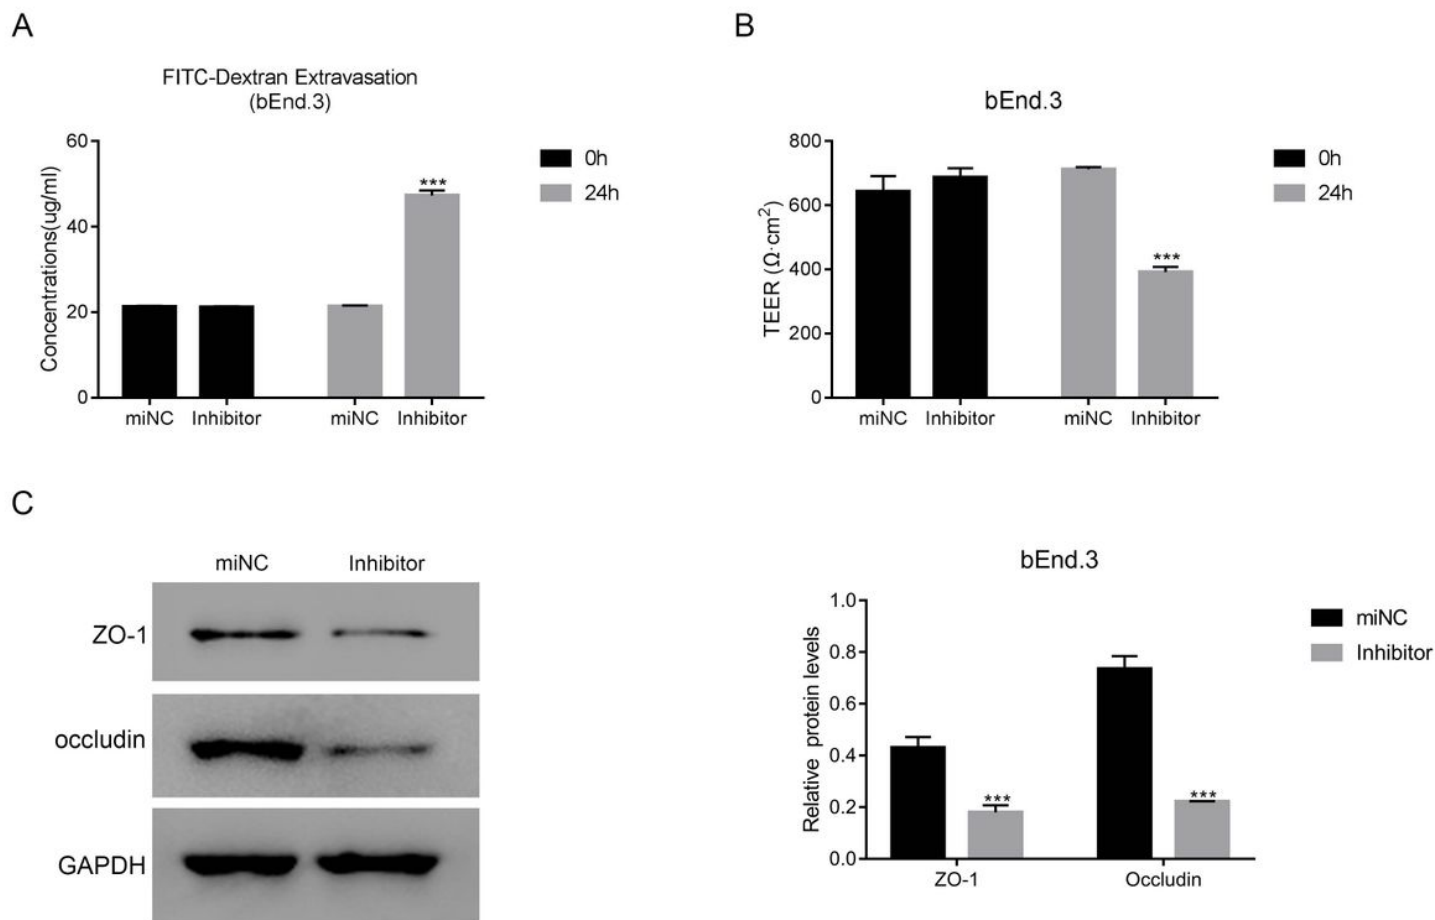 A
FITC-Dextran Extravasation
(bEnd.3)
Concentrations(ug/ml)
60
40
20
0
***
miNC Inhibitor miNC Inhibitor
0h
24h
B
bEnd.3
TEER (Ω·cm²)
800
600
400
200
0
***
miNC Inhibitor miNC Inhibitor
0h
24h
C
miNC Inhibitor
ZO-1
occludin
GAPDH
bEnd.3
Relative protein levels
1.0
0.8
0.6
0.4
0.2
0.0
*** ***
ZO-1 Occludin
miNC
Inhibitor